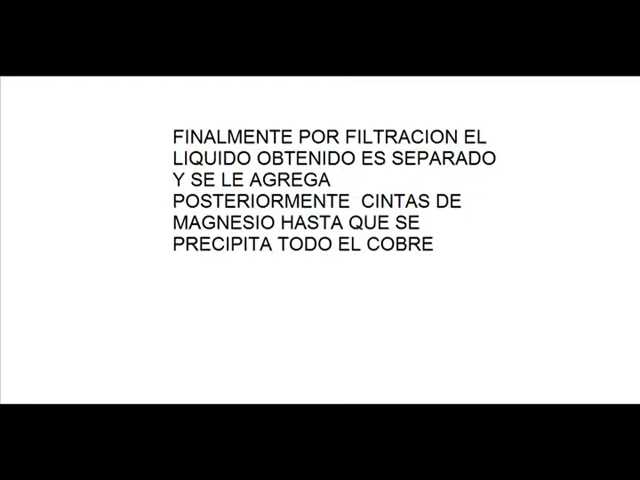 FINALMENTE POR FILTRACION EL
LIQUIDO OBTENIDO ES SEPARADO
Y SE LE AGREGA
POSTERIORMENTE  CINTAS DE
MAGNESIO HASTA QUE SE
PRECIPITA TODO EL COBRE